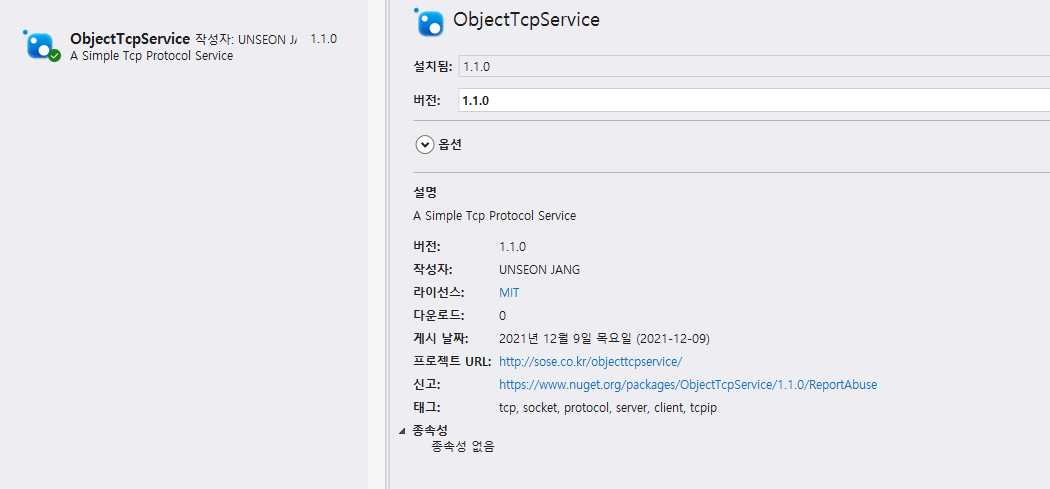 ObjectTcpService 작성자: UNSEON JA 1.1.0
A Simple Tcp Protocol Service
ObjectTcpService
설치됨: 1.1.0
버전: 1.1.0
옵션
설명
A Simple Tcp Protocol Service
버전: 1.1.0
작성자: UNSEON JANG
라이선스: MIT
다운로드: 0
게시 날짜: 2021년 12월 9일 목요일 (2021-12-09)
프로젝트 URL: http://sose.co.kr/objecttcpservice/
신고: https://www.nuget.org/packages/ObjectTcpService/1.1.0/ReportAbuse
태그: tcp, socket, protocol, server, client, tcpip
종속성
종속성 없음